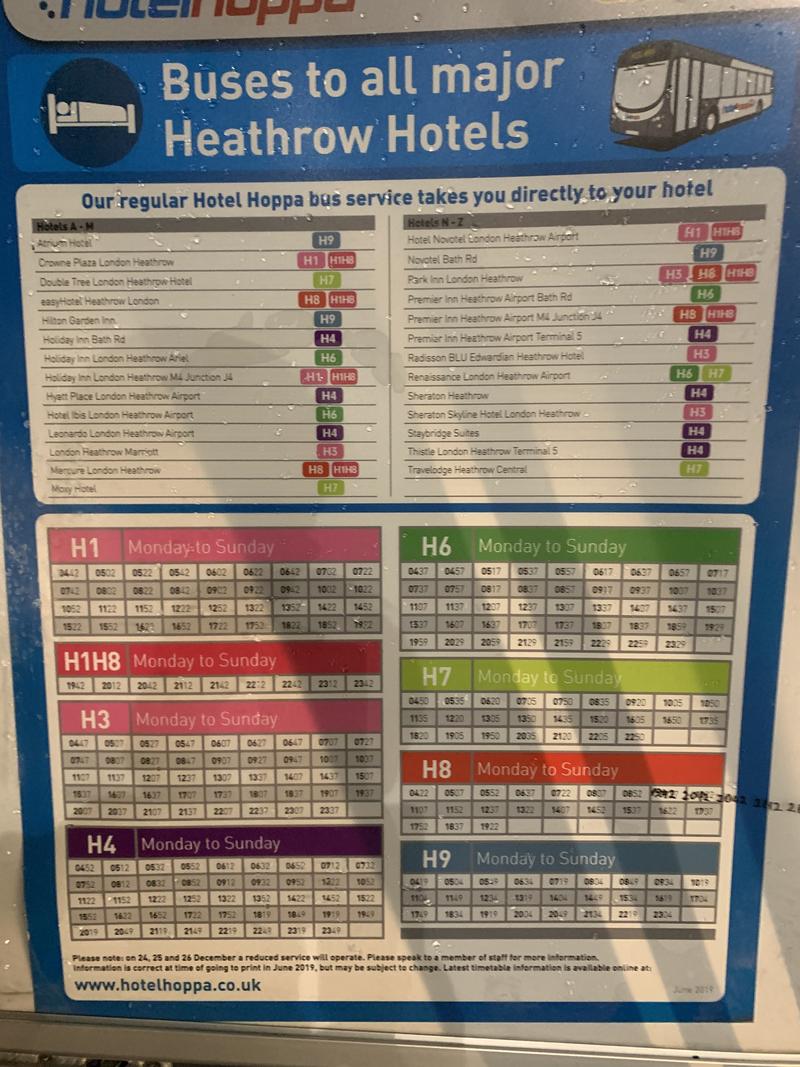 hotelhoppa
Buses to all major
Heathrow Hotels
Our regular Hotel Hoppa bus service takes you directly to your hotel
Hotels A - M
Atrium Hotel H9
Crowne Plaza London Heathrow H1 H1H8
Double Tree London Heathrow Hotel H7
easyHotel Heathrow London H8 H1H8
Hilton Garden Inn H9
Holiday Inn Bath Rd H4
Holiday Inn London Heathrow Ariel H6
Holiday Inn London Heathrow M4 Junction J4 H1 H1H8
Hyatt Place London Heathrow Airport H4
Hotel Ibis London Heathrow Airport H6
Leonardo London Heathrow Airport H4
London Heathrow Marriott H3
Mercure London Heathrow H8 H1H8
Moxy Hotel H7
Hotels N - Z
Hotel Novotel London Heathrow Airport H1 H1H8
Novotel Bath Rd H9
Park Inn London Heathrow H3 H8 H1H8
Premier Inn Heathrow Airport Bath Rd H6
Premier Inn Heathrow Airport M4 Junction J4 H8 H1H8
Premier Inn Heathrow Airport Terminal 5 H4
Radisson BLU Edwardian Heathrow Hotel H3
Renaissance London Heathrow Airport H6 H7
Sheraton Heathrow H4
Sheraton Skyline Hotel London Heathrow H3
Staybridge Suites H4
Thistle London Heathrow Terminal 5 H4
Travelodge Heathrow Central H7
H1 Monday to Sunday
0442 0502 0522 0542 0602 0622 0642 0702 0722
0742 0802 0822 0842 0902 0922 0942 1002 1022
1052 1122 1152 1222 1252 1322 1352 1422 1452
1522 1552 1622 1652 1722 1752 1822 1852 1922
H1H8 Monday to Sunday
1942 2012 2042 2112 2142 2212 2242 2312 2342
H3 Monday to Sunday
0447 0507 0527 0547 0607 0627 0647 0707 0727
0747 0807 0827 0847 0907 0927 0947 1007 1037
1107 1137 1207 1237 1307 1337 1407 1437 1507
1537 1607 1637 1707 1737 1807 1837 1907 1937
2007 2037 2107 2137 2207 2237 2307 2337
H4 Monday to Sunday
0452 0512 0532 0552 0612 0632 0652 0712 0732
0752 0812 0832 0852 0912 0932 0952 1222 1052
1122 1152 1222 1252 1322 1352 1422 1452 1522
1552 1622 1652 1722 1752 1819 1849 1919 1949
2019 2049 2119 2149 2219 2249 2319 2349
H6 Monday to Sunday
0437 0457 0517 0537 0557 0617 0637 0657 0717
0737 0757 0817 0837 0857 0917 0937 1007 1037
1107 1137 1207 1237 1307 1337 1407 1437 1507
1537 1607 1637 1707 1737 1807 1837 1859 1929
1959 2029 2059 2129 2159 2229 2259 2329
H7 Monday to Sunday
0450 0535 0620 0705 0750 0835 0920 1005 1050
1135 1220 1305 1350 1435 1520 1605 1650 1735
1820 1905 1950 2035 2120 2205 2250
H8 Monday to Sunday
0422 0507 0552 0637 0722 0807 0852
1107 1152 1237 1322 1407 1452 1537 1622 1707
1752 1837 1922
H9 Monday to Sunday
0419 0504 0549 0634 0719 0804 0849 0934 1019
1104 1149 1234 1319 1404 1449 1534 1619 1704
1749 1834 1919 2004 2049 2134 2219 2304
Please note: on 24, 25 and 26 December a reduced service will operate. Please speak to a member of staff for more information.
Information is correct at time of going to print in June 2019, but may be subject to change. Latest timetable information is available online at:
www.hotelhoppa.co.uk
June 2019